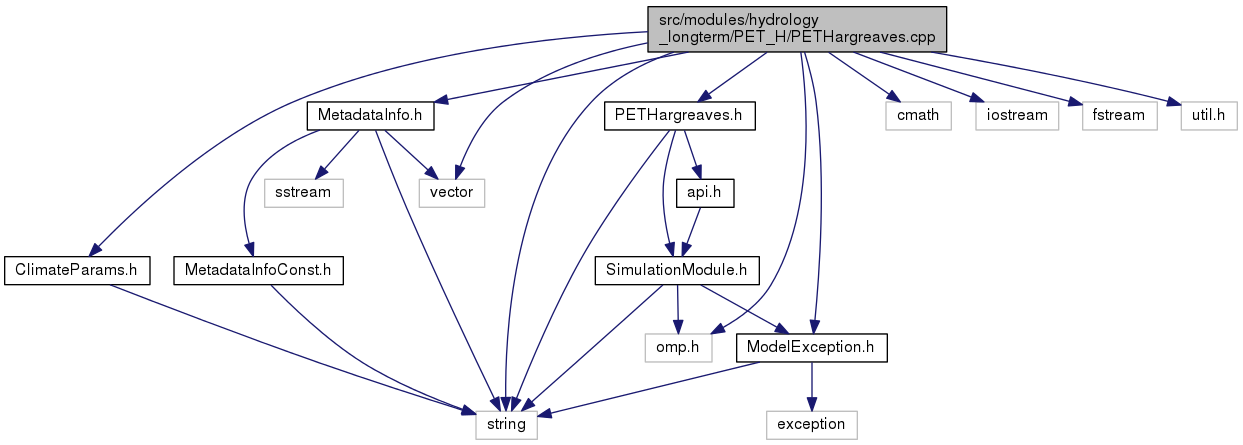 src/modules/hydrology
_longterm/PET_H/PETHargreaves.cpp
MetadataInfo.h
PETHargreaves.h
cmath
iostream
fstream
util.h
sstream
vector
api.h
ClimateParams.h
MetadataInfoConst.h
SimulationModule.h
omp.h
ModelException.h
string
exception